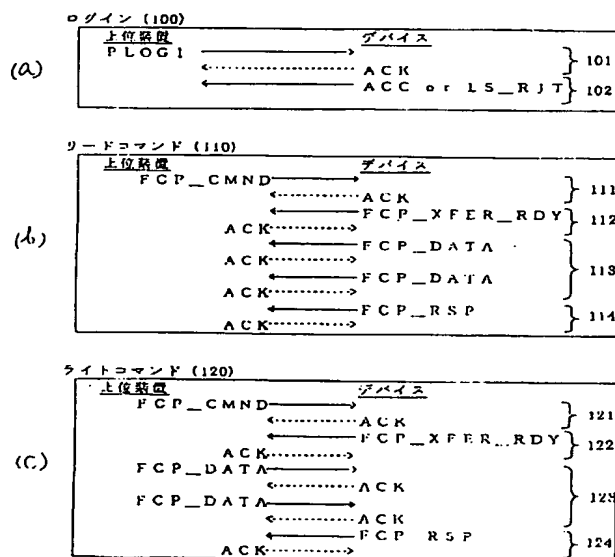 ログイン (100)
(a)
上位装置 デバイス
PLOGI
ACK
101
ACC or LS_RJT
102
リードコマンド (110)
(b)
上位装置 デバイス
FCP_CMND
ACK
111
FCP_XFER_RDY
112
ACK
FCP_DATA
ACK
113
FCP_DATA
ACK
FCP_RSP
114
ACK
ライトコマンド (120)
(c)
上位装置 デバイス
FCP_CMND
ACK
121
FCP_XFER_RDY
122
ACK
FCP_DATA
ACK
123
FCP_DATA
ACK
FCP_RSP
124
ACK